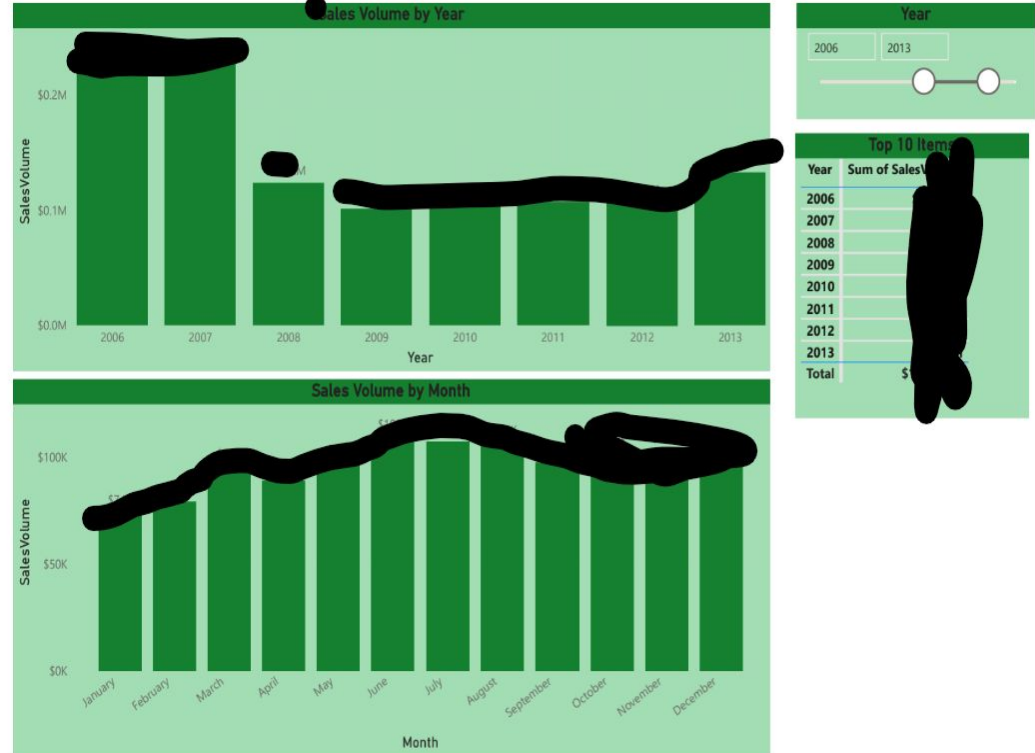 ales Volume by Year
SalesVolume
$0.2M
$0.1M
$0.0M
M
2006 2007 2008 2009 2010 2011 2012 2013
Year
Sales Volume by Month
SalesVolume
$100K
$50K
$0K
January February March April May June July August September October November December
Month
Year
2006 2013
Top 10 Items
Year Sum of
2006
2007
2008
2009
2010
2011
2012
2013
Total